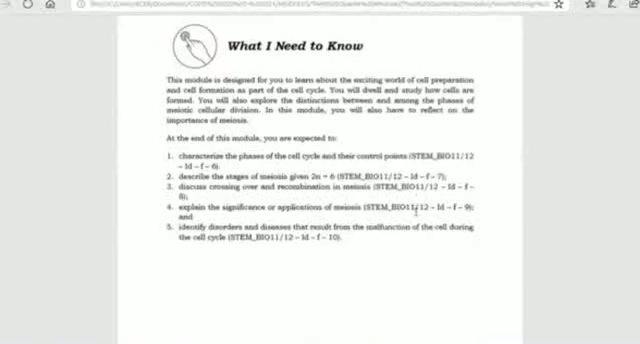 What I Need to Know
This module is designed for you to learn about the exciting world of cell preparation
and cell formation as part of the cell cycle. You will dwell and study how cells are
formed. You will also explore the distinctions between and among the phases of
meiotic cellular division. In this module, you will also have to reflect on the
importance of meiosis.
At the end of this module, you are expected to:
1. characterize the phases of the cell cycle and their control points (STEM_BIO11/12
– Id – f – 6).
2. describe the stages of meiosis given 2n = 6 (STEM_BIO11/12 – Id – f – 7);
3. discuss crossing over and recombination in meiosis (STEM_BIO11/12 – Id – f –
8);
4. explain the significance or applications of meiosis (STEM_BIO11/12 – Id – f – 9);
and
5. identify disorders and diseases that result from the malfunction of the cell during
the cell cycle (STEM_BIO11/12 – Id – f – 10).